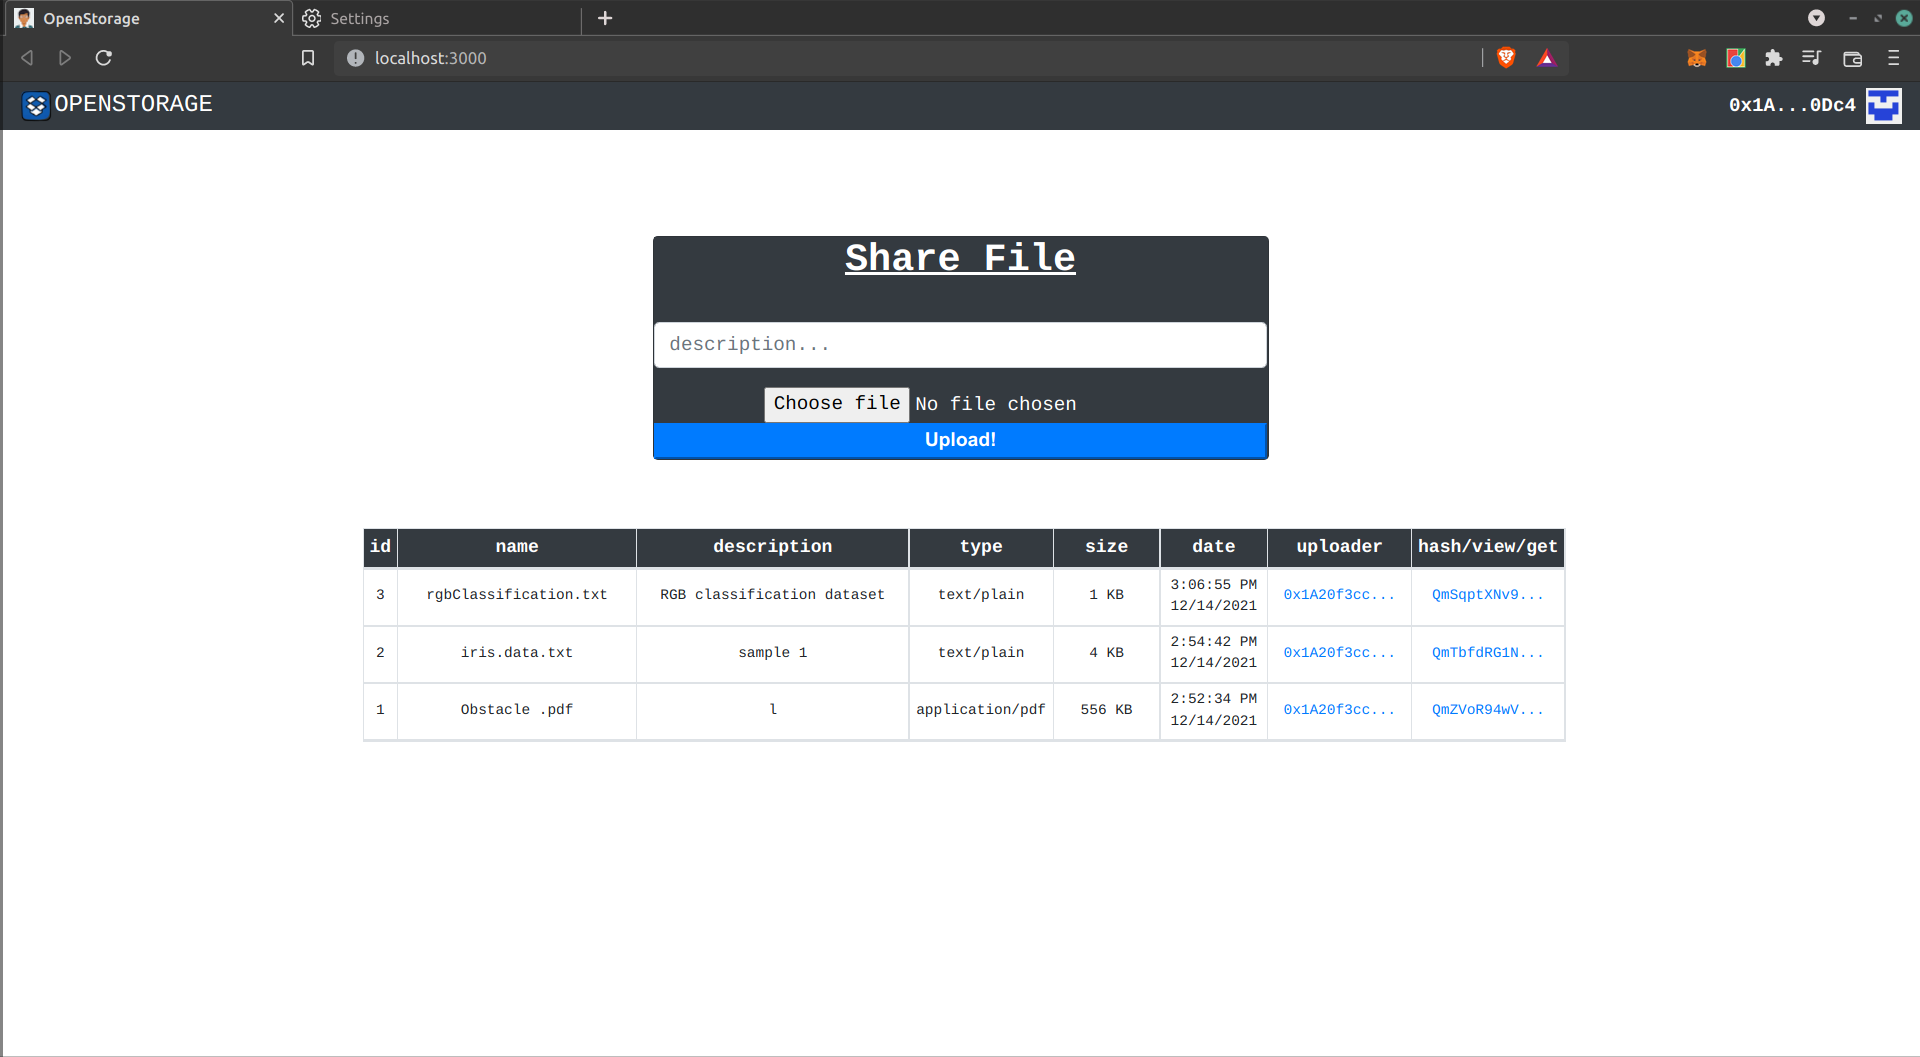 OpenStorage
Settings
localhost:3000
OPENSTORAGE
0x1A...0Dc4
Share File
description...
Choose file No file chosen
Upload!
id name description type size date uploader hash/view/get
3 rgbClassification.txt RGB classification dataset text/plain 1 KB 3:06:55 PM 12/14/2021 0x1A20f3cc... QmSqptXNv9...
2 iris.data.txt sample 1 text/plain 4 KB 2:54:42 PM 12/14/2021 0x1A20f3cc... QmTbfdRG1N...
1 Obstacle .pdf l application/pdf 556 KB 2:52:34 PM 12/14/2021 0x1A20f3cc... QmZVoR94wV...